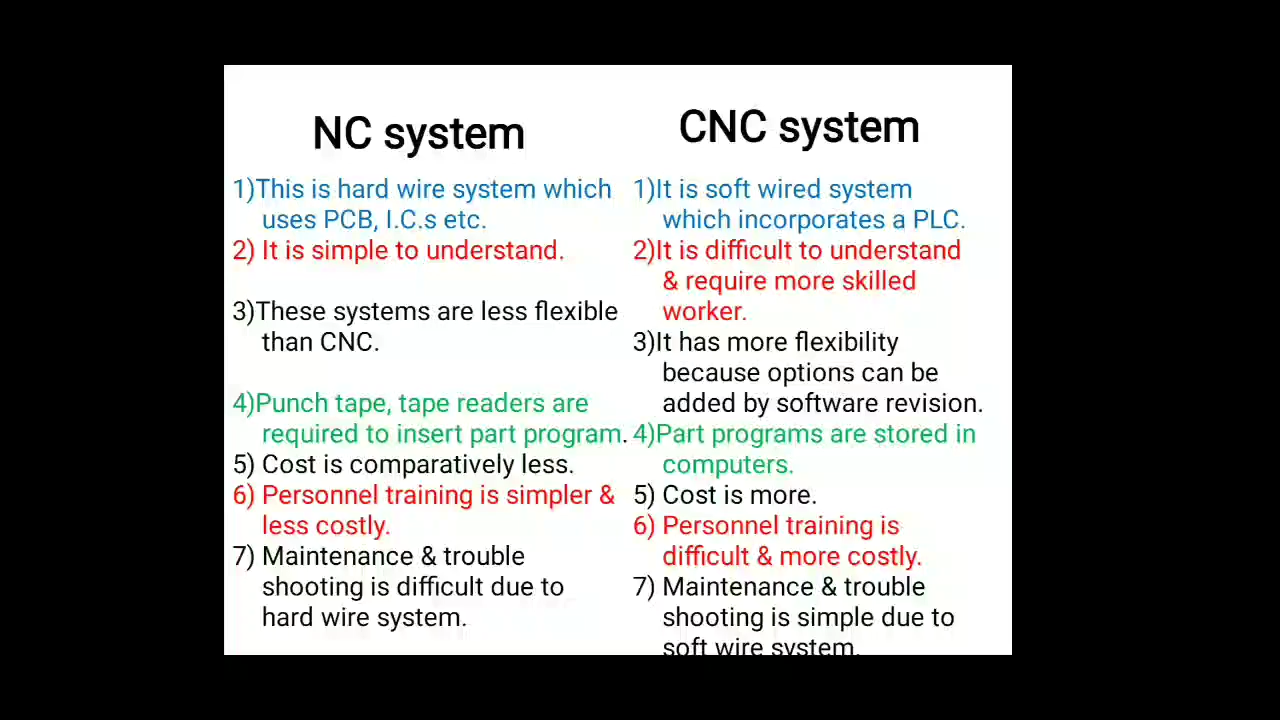 NC system
1)This is hard wire system which
uses PCB, I.C.s etc.
2) It is simple to understand.
3)These systems are less flexible
than CNC.
4)Punch tape, tape readers are
required to insert part program.
5) Cost is comparatively less.
6) Personnel training is simpler &
less costly.
7) Maintenance & trouble
shooting is difficult due to
hard wire system.
CNC system
1)It is soft wired system
which incorporates a PLC.
2)It is difficult to understand
& require more skilled
worker.
3)It has more flexibility
because options can be
added by software revision.
4)Part programs are stored in
computers.
5) Cost is more.
6) Personnel training is
difficult & more costly.
7) Maintenance & trouble
shooting is simple due to
soft wire system.